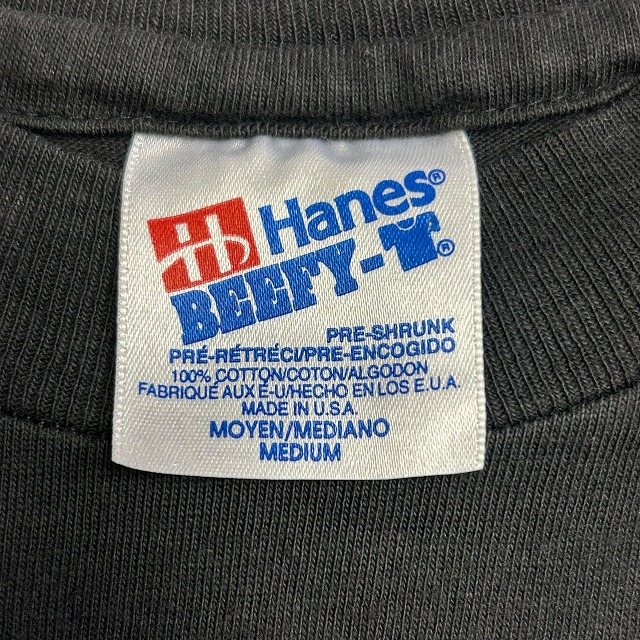 Hanes®
BEEFY-T®
PRE-SHRUNK
PRÉ-RÉTRÉCI/PRE-ENCOGIDO
100% COTTON/COTON/ALGODON
FABRIQUÉ AUX É-U/HECHO EN LOS E.U.A.
MADE IN U.S.A.
MOYEN/MEDIANO
MEDIUM